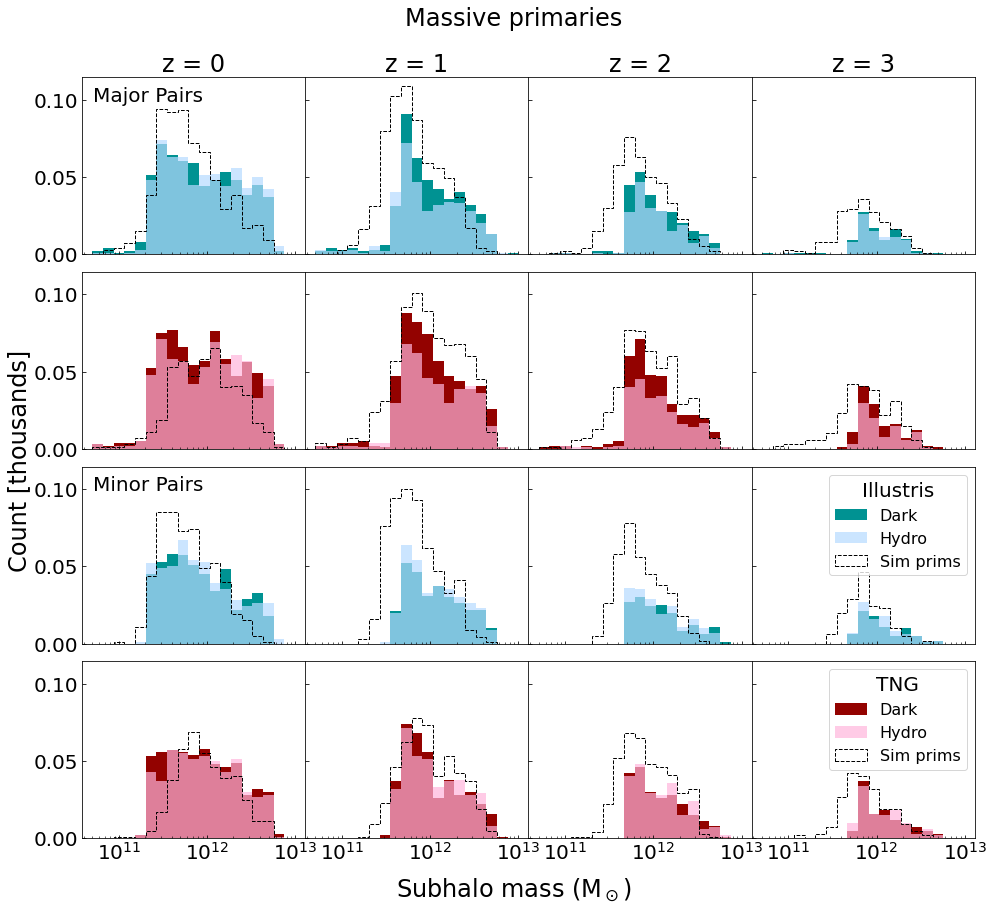 Massive primaries
z = 0 z = 1 z = 2 z = 3
Major Pairs
0.10
0.05
0.00
0.10
0.05
0.00
Count [thousands]
Minor Pairs
0.10
0.05
0.00
Illustris
Dark
Hydro
Sim prims
0.10
0.05
0.00
TNG
Dark
Hydro
Sim prims
10¹¹ 10¹² 10¹³ 10¹¹ 10¹² 10¹³ 10¹¹ 10¹² 10¹³ 10¹¹ 10¹² 10¹³
Subhalo mass (M⊙)